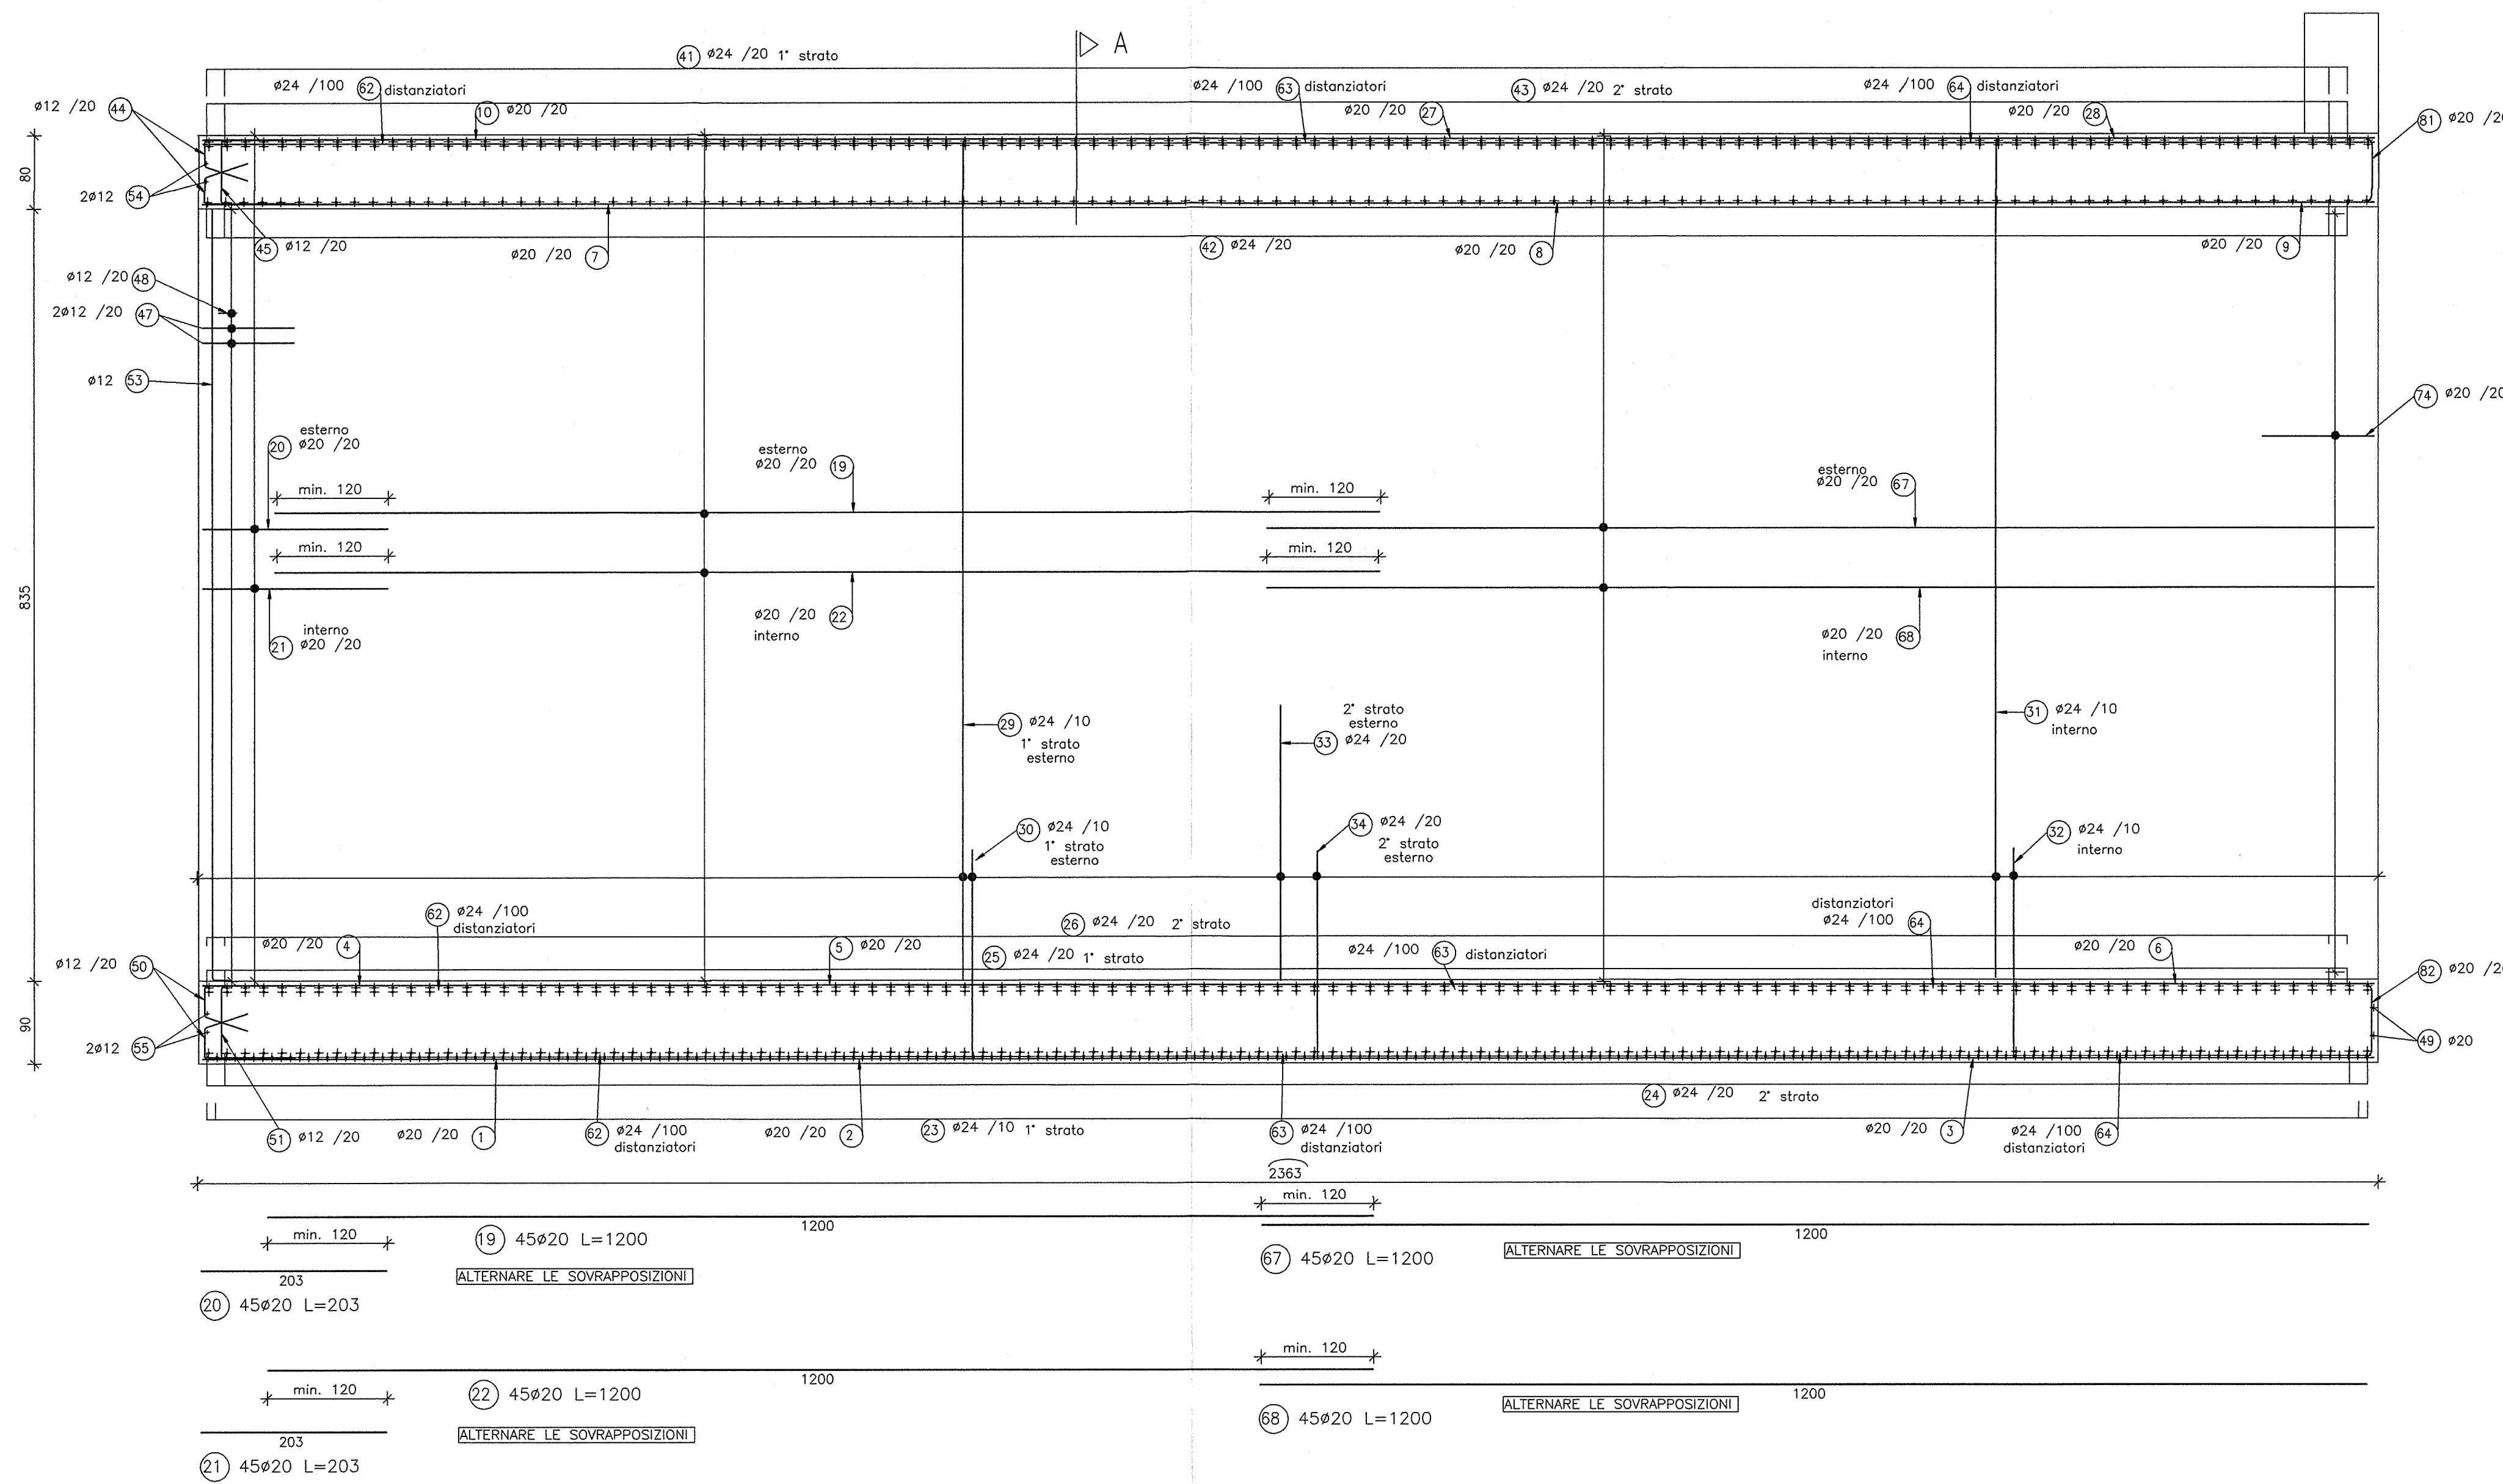 41 ø24 /20 1° strato
A
ø24 /100 62 distanziatori
ø24 /100 63 distanziatori
43 ø24 /20 2° strato
ø24 /100 64 distanziatori
ø12 /20 44
10 ø20 /20
ø20 /20 27
ø20 /20 28
81 ø20 /20
80
2ø12 54
45 ø12 /20
ø20 /20 7
42 ø24 /20
ø20 /20 8
ø20 /20 9
ø12 /20 48
2ø12 /20 47
ø12 53
74 ø20 /20
esterno
20 ø20 /20
esterno
ø20 /20 19
esterno
ø20 /20 67
min. 120
min. 120
min. 120
min. 120
835
interno
21 ø20 /20
ø20 /20 22
interno
ø20 /20 68
interno
29 ø24 /10
1° strato
esterno
2° strato
esterno
33 ø24 /20
31 ø24 /10
interno
30 ø24 /10
1° strato
esterno
34 ø24 /20
2° strato
esterno
32 ø24 /10
interno
62 ø24 /100
distanziatori
26 ø24 /20 2° strato
distanziatori
ø24 /100 64
ø20 /20 4
5 ø20 /20
25 ø24 /20 1° strato
ø24 /100 63 distanziatori
ø20 /20 6
ø12 /20 50
82 ø20 /20
90
2ø12 55
49 ø20
24 ø24 /20 2° strato
51 ø12 /20
ø20 /20 1
62 ø24 /100
distanziatori
ø20 /20 2
23 ø24 /10 1° strato
63 ø24 /100
distanziatori
ø20 /20 3
ø24 /100 64
distanziatori
2363
min. 120
1200
1200
min. 120
19 45ø20 L=1200
ALTERNARE LE SOVRAPPOSIZIONI
67 45ø20 L=1200
ALTERNARE LE SOVRAPPOSIZIONI
203
20 45ø20 L=203
min. 120
1200
1200
min. 120
22 45ø20 L=1200
ALTERNARE LE SOVRAPPOSIZIONI
68 45ø20 L=1200
ALTERNARE LE SOVRAPPOSIZIONI
203
21 45ø20 L=203